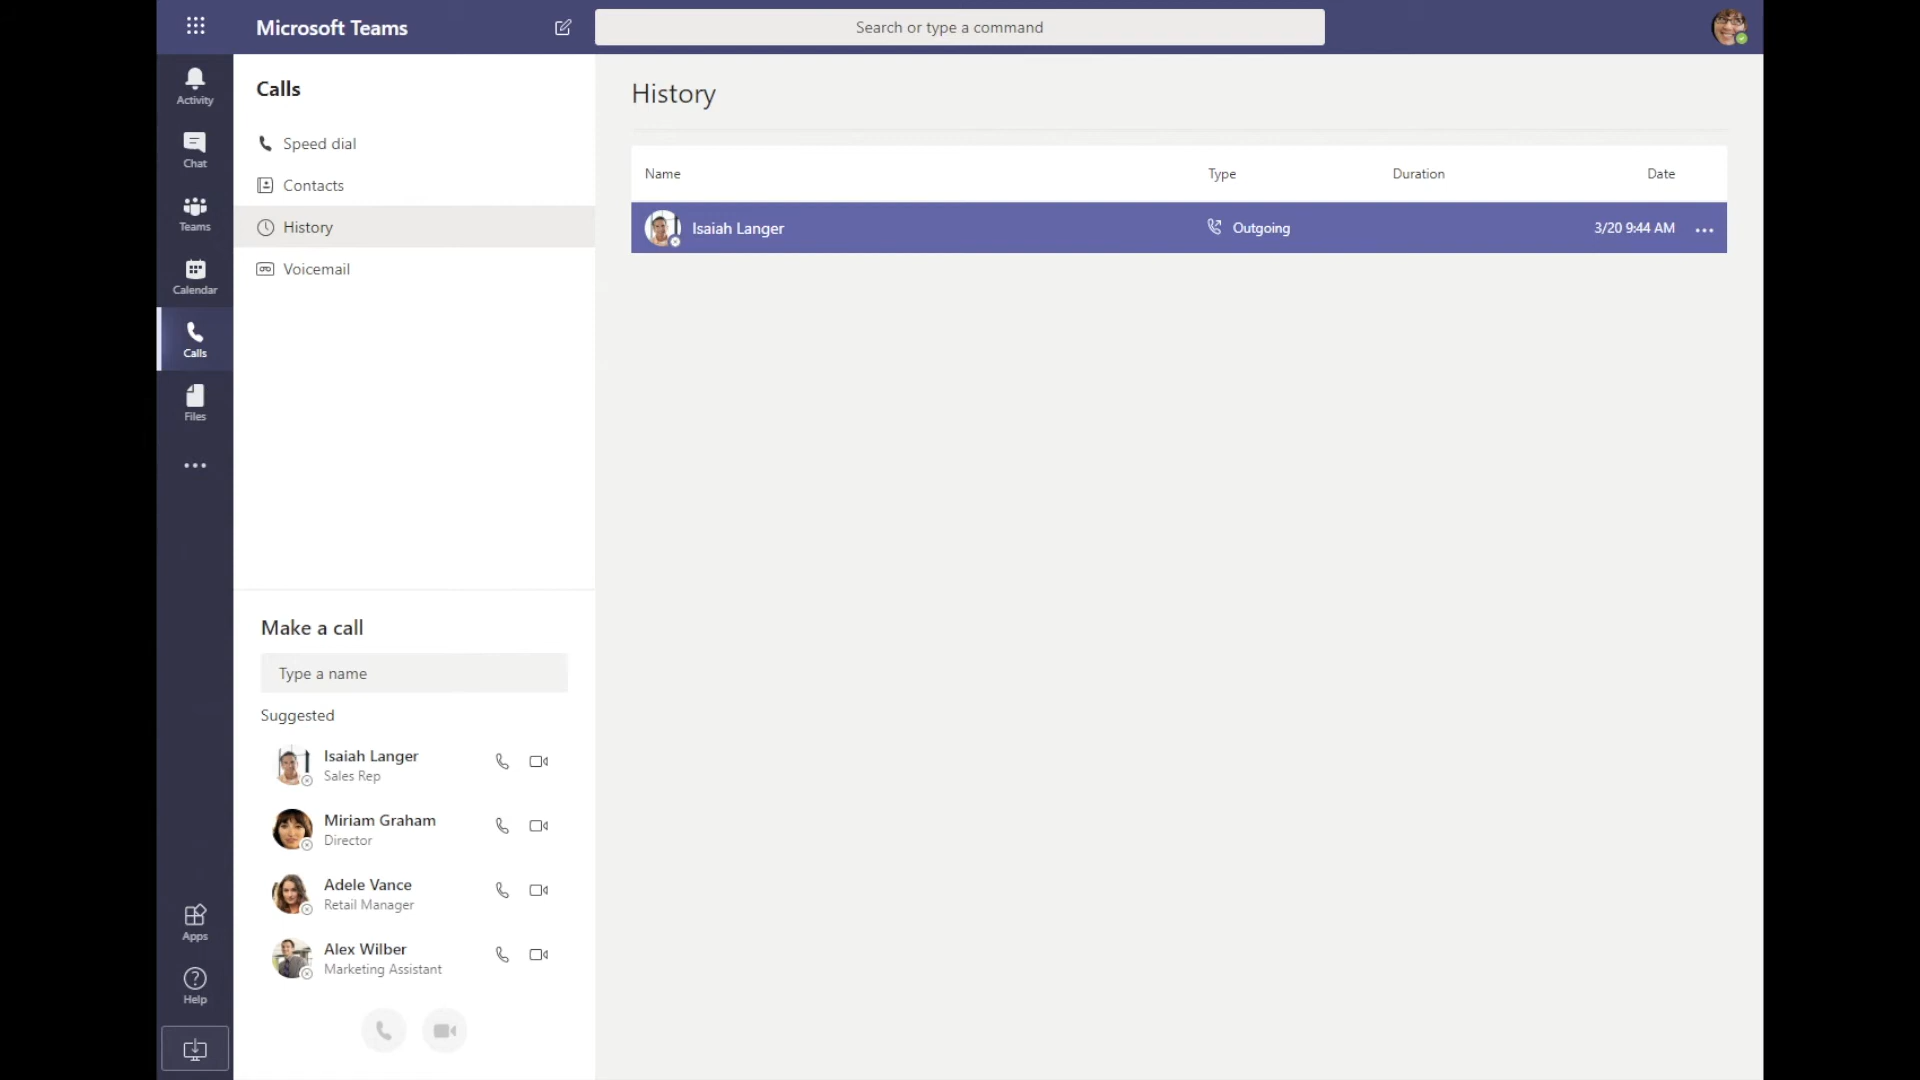 Microsoft Teams
Search or type a command
Activity
Chat
Teams
Calendar
Calls
Files
Apps
Help
Calls
Speed dial
Contacts
History
Voicemail
Make a call
Type a name
Suggested
Isaiah Langer
Sales Rep
Miriam Graham
Director
Adele Vance
Retail Manager
Alex Wilber
Marketing Assistant
History
Name Type Duration Date
Isaiah Langer Outgoing 3/20 9:44 AM